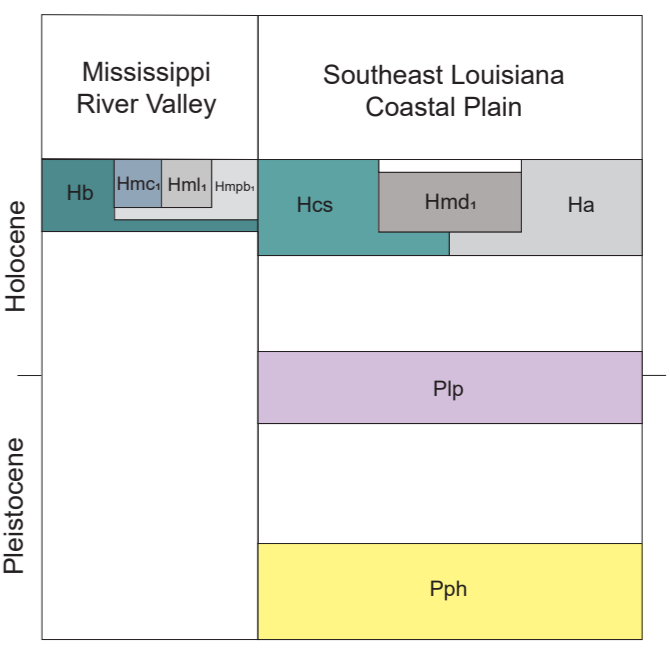 Mississippi
River Valley
Southeast Louisiana
Coastal Plain
Holocene
Hb
Hmc₁
Hml₁
Hmpb₁
Hcs
Hmd₁
Ha
Plp
Pleistocene
Pph